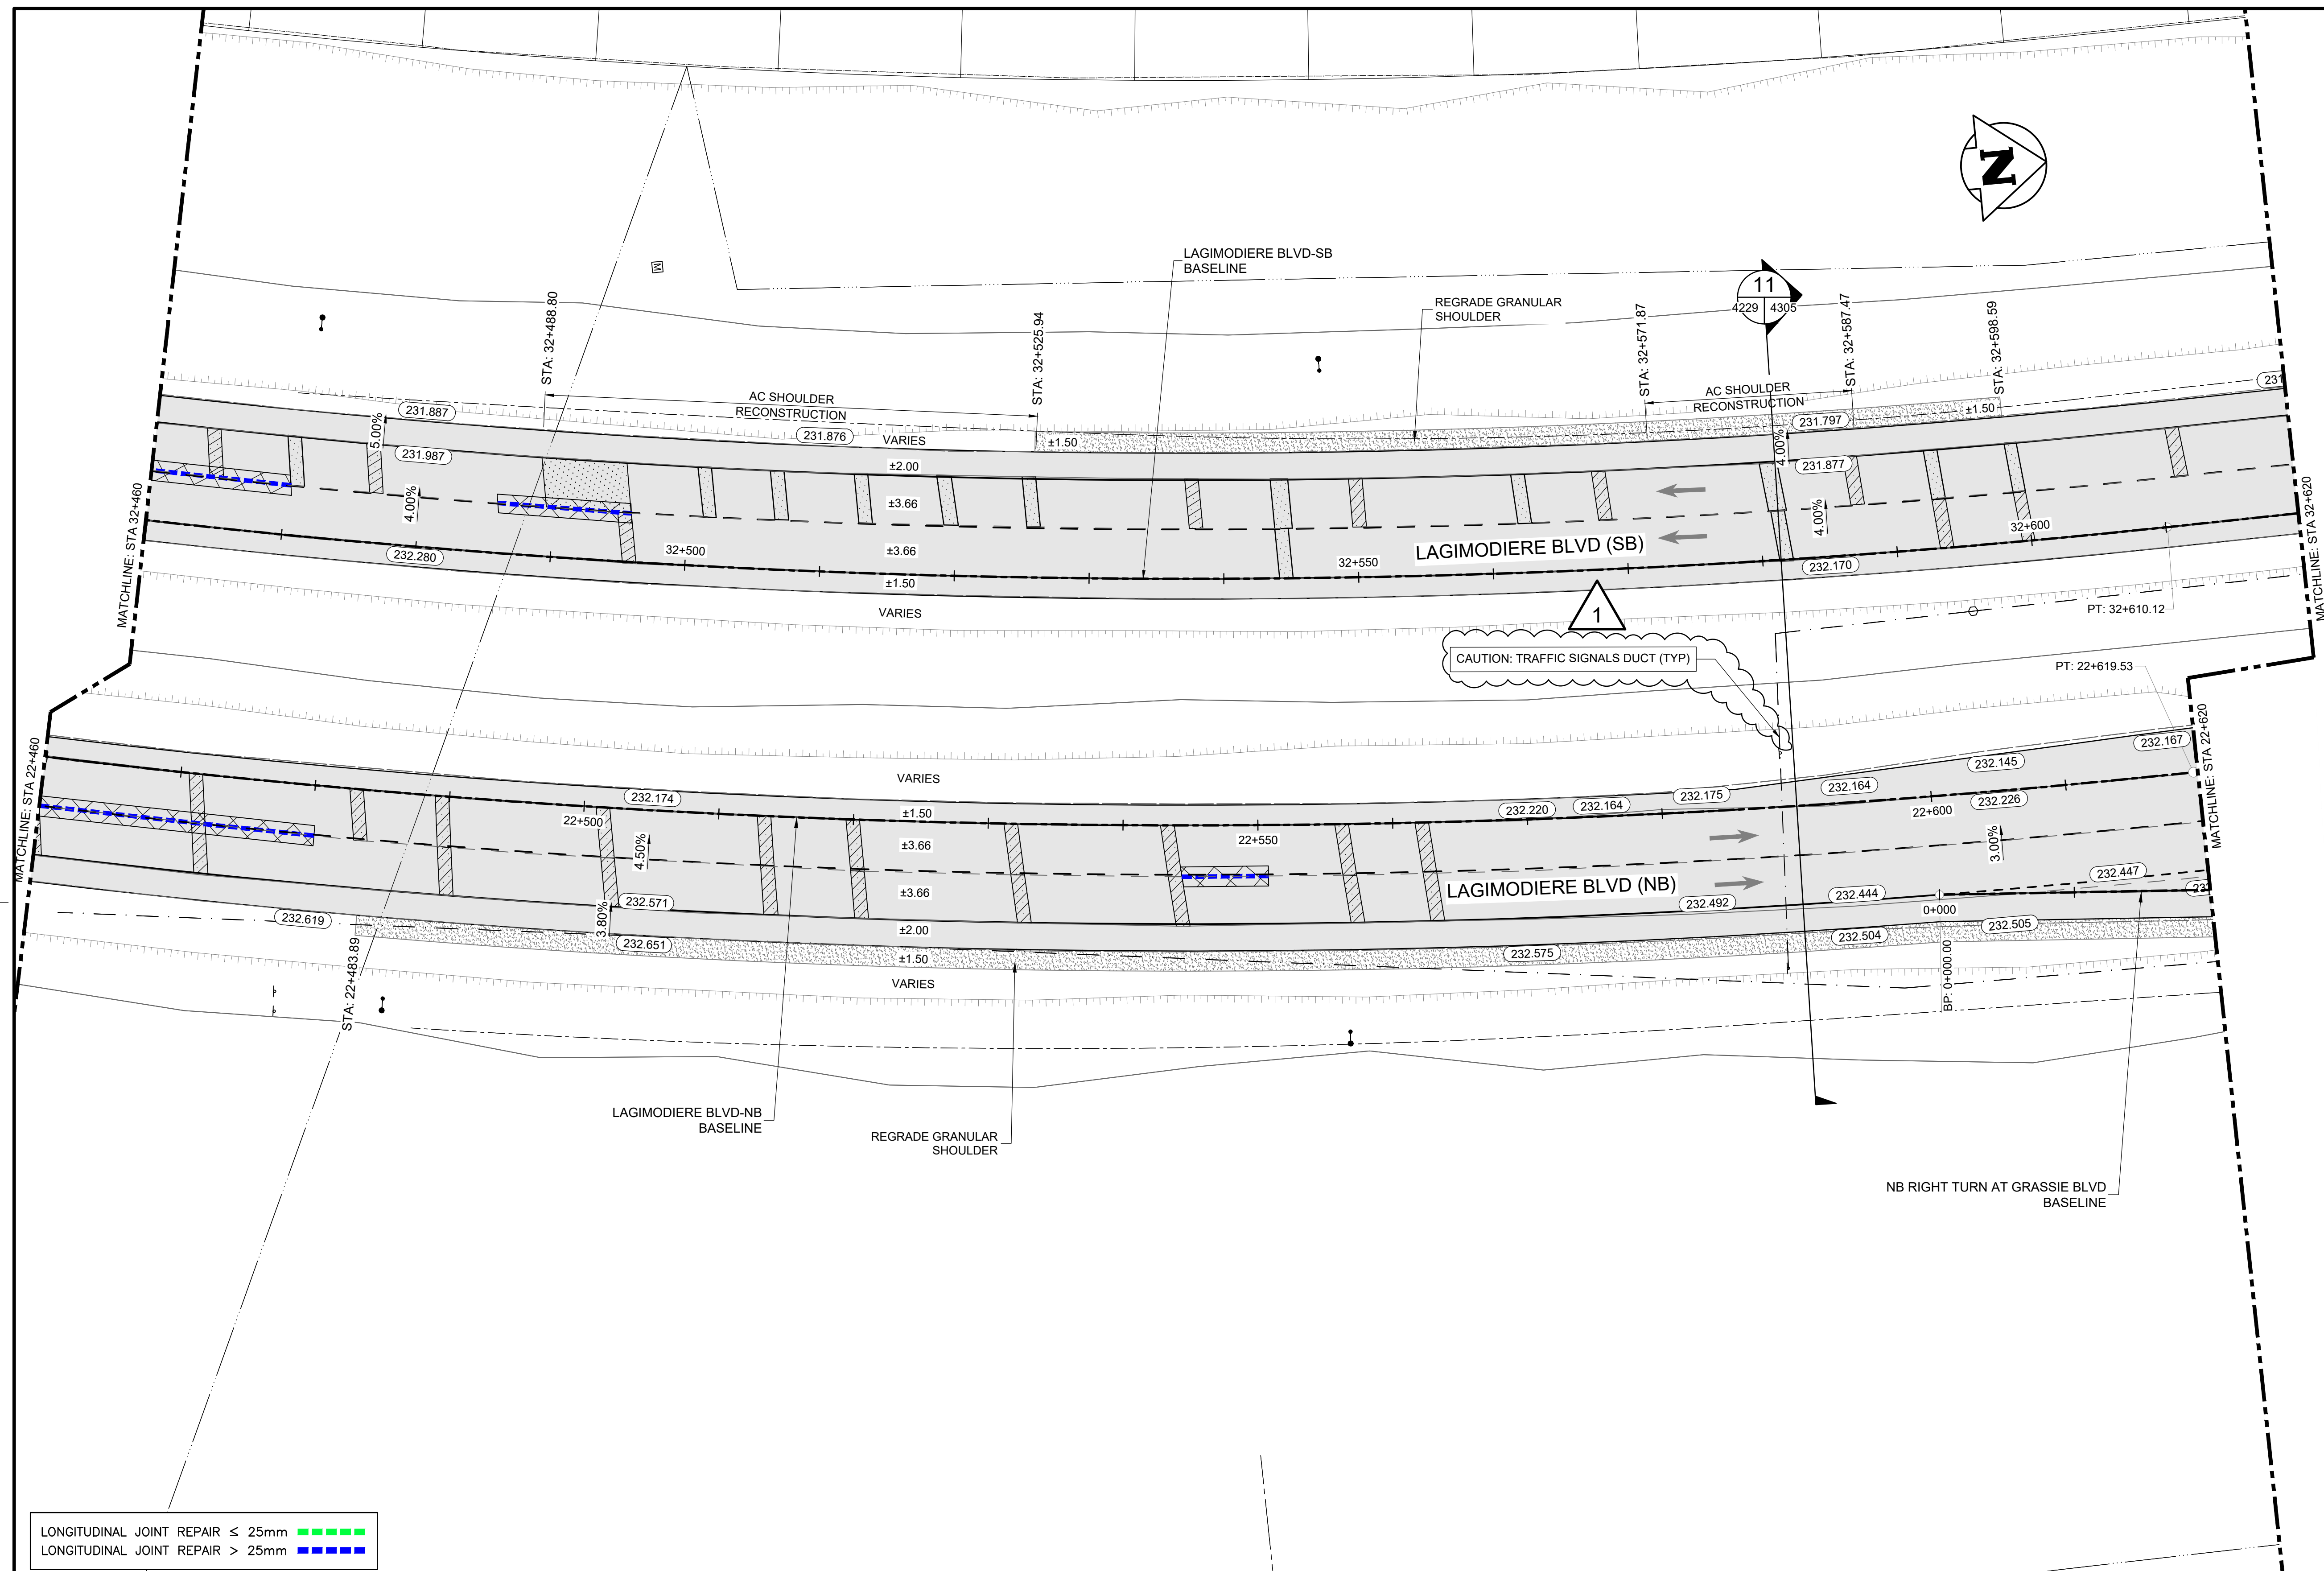 N
LAGIMODIERE BLVD-SB
BASELINE
REGRADE GRANULAR
SHOULDER
11
4229 4305
STA: 32+488.80
STA: 32+525.94
STA: 32+571.87
STA: 32+587.47
STA: 32+598.59
M
AC SHOULDER
RECONSTRUCTION
AC SHOULDER
RECONSTRUCTION
231.887
231.876
VARIES
±1.50
231.797
±1.50
5.00%
231.987
±2.00
4.00%
231.877
4.00%
±3.66
4.00%
232.280
32+500
±3.66
32+550
LAGIMODIERE BLVD (SB)
32+600
±1.50
232.170
VARIES
MATCHLINE: STA 32+460
MATCHLINE: STA 32+620
PT: 32+610.12
1
CAUTION: TRAFFIC SIGNALS DUCT (TYP)
PT: 22+619.53
MATCHLINE: STA 22+460
MATCHLINE: STA 22+620
VARIES
232.167
232.145
232.174
232.175
232.164
22+500
±1.50
232.220
232.164
22+600
232.226
4.50%
±3.66
22+550
3.00%
±3.66
LAGIMODIERE BLVD (NB)
232.447
232.619
3.80%
232.571
232.492
232.444
0+000
232.651
±2.00
232.504
232.505
±1.50
232.575
VARIES
STA: 22+483.89
BP: 0+000.00
LAGIMODIERE BLVD-NB
BASELINE
REGRADE GRANULAR
SHOULDER
NB RIGHT TURN AT GRASSIE BLVD
BASELINE
LONGITUDINAL JOINT REPAIR ≤ 25mm
LONGITUDINAL JOINT REPAIR > 25mm